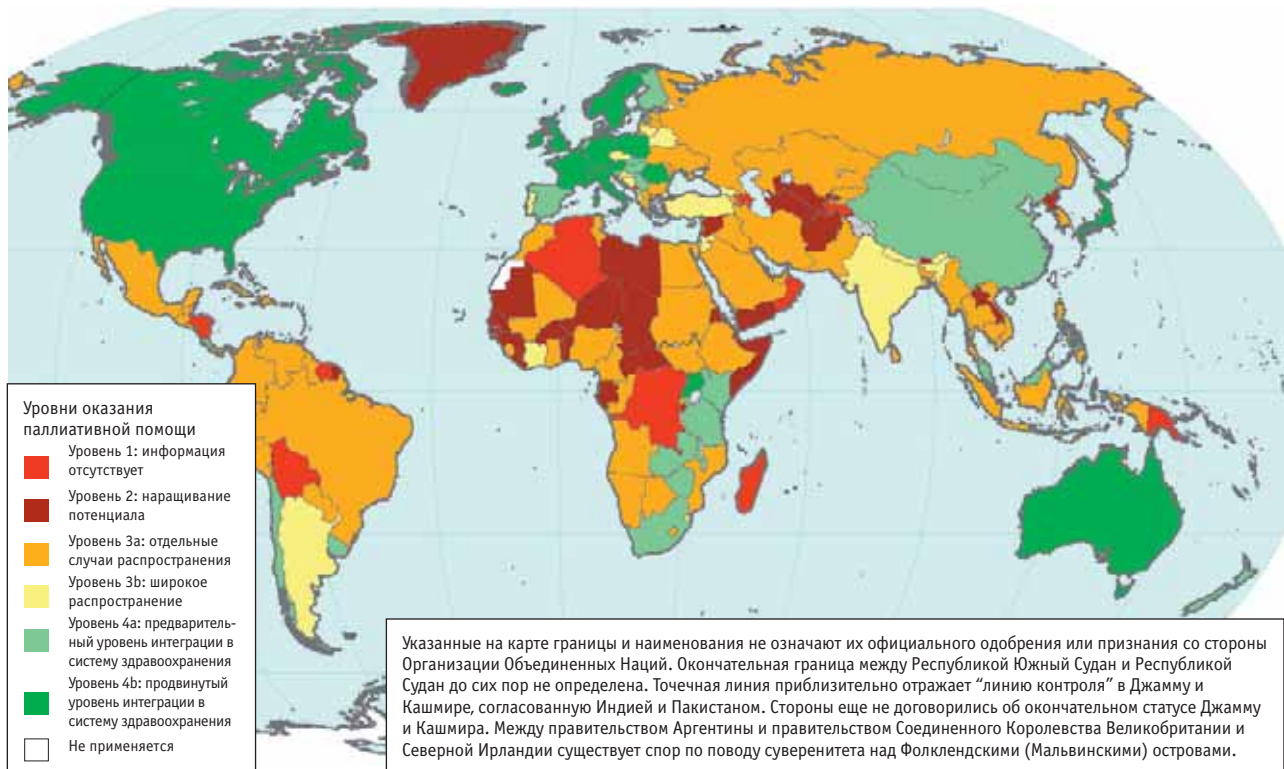 Уровни оказания
паллиативной помощи
Уровень 1: информация
отсутствует
Уровень 2: наращивание
потенциала
Уровень 3a: отдельные
случаи распространения
Уровень 3b: широкое
распространение
Уровень 4a: предваритель-
ный уровень интеграции в
систему здравоохранения
Уровень 4b: продвинутый
уровень интеграции в
систему здравоохранения
Не применяется
Указанные на карте границы и наименования не означают их официального одобрения или признания со стороны
Организации Объединенных Наций. Окончательная граница между Республикой Южный Судан и Республикой
Судан до сих пор не определена. Точечная линия приблизительно отражает “линию контроля” в Джамму и
Кашмире, согласованную Индией и Пакистаном. Стороны еще не договорились об окончательном статусе Джамму
и Кашмира. Между правительством Аргентины и правительством Соединенного Королевства Великобритании и
Северной Ирландии существует спор по поводу суверенитета над Фолклендскими (Мальвинскими) островами.